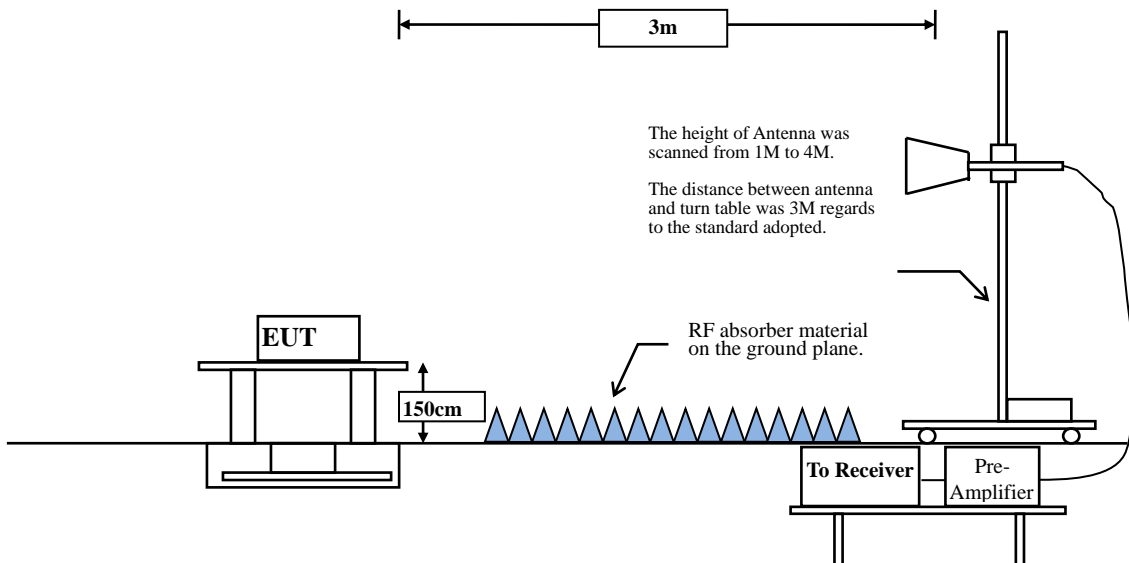 3m
The height of Antenna was
scanned from 1M to 4M.
The distance between antenna
and turn table was 3M regards
to the standard adopted.
EUT
RF absorber material
on the ground plane.
150cm
To Receiver
Pre-
Amplifier